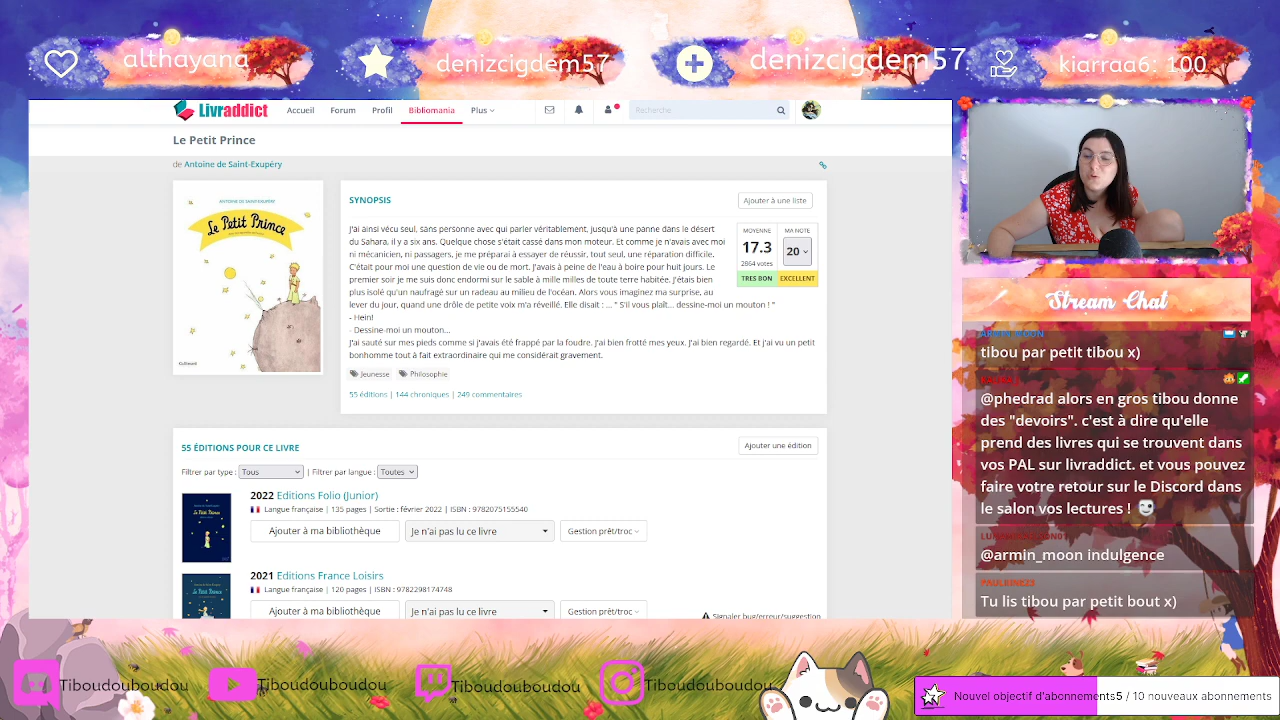 althayana
denizcigdem57
denizcigdem57
kiarraa6: 100
Livraddict
Accueil
Forum
Profil
Bibliomania
Plus
Recherche
Le Petit Prince
de Antoine de Saint-Exupéry
ANTOINE DE SAINT-EXUPÉRY
Le Petit Prince
SYNOPSIS
Ajouter à une liste
J'ai ainsi vécu seul, sans personne avec qui parler véritablement, jusqu'à une panne dans le désert
du Sahara, il y a six ans. Quelque chose s'était cassé dans mon moteur. Et comme je n'avais avec moi
ni mécanicien, ni passagers, je me préparai à essayer de réussir, tout seul, une réparation difficile.
C'était pour moi une question de vie ou de mort. J'avais à peine de l'eau à boire pour huit jours. Le
premier soir je me suis donc endormi sur le sable à mille milles de toute terre habitée. J'étais bien
plus isolé qu'un naufragé sur un radeau au milieu de l'océan. Alors vous imaginez ma surprise, au
lever du jour, quand une drôle de petite voix m'a réveillé. Elle disait : ... " S'il vous plaît... dessine-moi un mouton ! "
- Hein!
- Dessine-moi un mouton...
J'ai sauté sur mes pieds comme si j'avais été frappé par la foudre. J'ai bien frotté mes yeux. J'ai bien regardé. Et j'ai vu un petit
bonhomme tout à fait extraordinaire qui me considérait gravement.
MOYENNE
17.3
2864 votes
TRES BON
MA NOTE
20
EXCELLENT
Jeunesse
Philosophie
55 éditions | 144 chroniques | 249 commentaires
55 ÉDITIONS POUR CE LIVRE
Ajouter une édition
Filtrer par type : Tous | Filtrer par langue : Toutes
2022 Editions Folio (Junior)
Langue française | 135 pages | Sortie : février 2022 | ISBN : 9782075155540
Ajouter à ma bibliothèque
Je n'ai pas lu ce livre
Gestion prêt/troc
2021 Editions France Loisirs
Langue française | 120 pages | ISBN : 9782298174748
Ajouter à ma bibliothèque
Je n'ai pas lu ce livre
Gestion prêt/troc
Signaler bug/erreur/suggestion
Stream Chat
ARMIN_MOON
tibou par petit tibou x)
@phedrad alors en gros tibou donne
des "devoirs". c'est à dire qu'elle
prend des livres qui se trouvent dans
vos PAL sur livraddict. et vous pouvez
faire votre retour sur le Discord dans
le salon vos lectures !
@armin_moon indulgence
Tu lis tibou par petit bout x)
Tiboudouboudou
Tiboudouboudou
Tiboudouboudou
Tiboudouboudou
Nouvel objectif d'abonnements
5 / 10 nouveaux abonnements